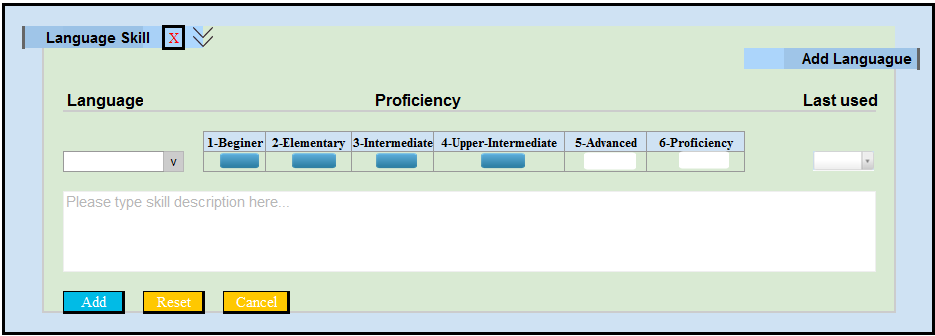 Language Skill X
Add Languague
Language Proficiency Last used
1-Beginer 2-Elementary 3-Intermediate 4-Upper-Intermediate 5-Advanced 6-Proficiency
v
Please type skill description here...
Add Reset Cancel